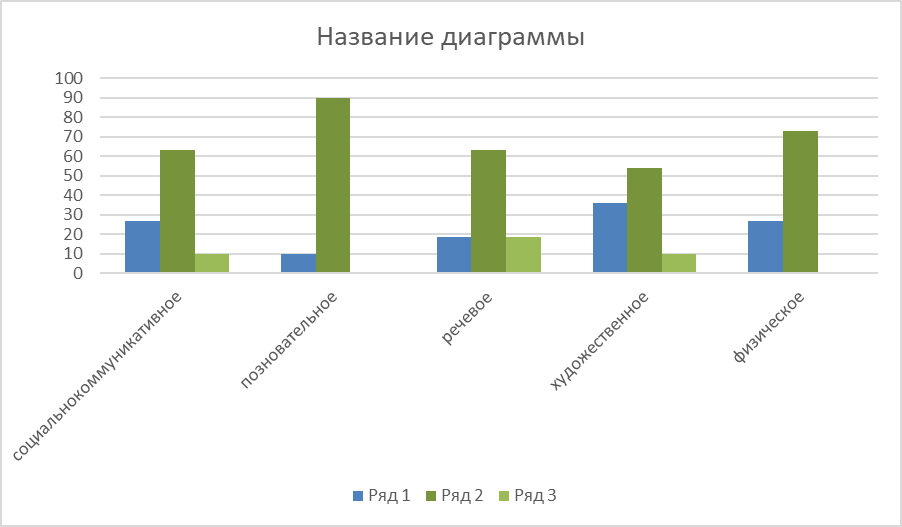 Название диаграммы
100
90
80
70
60
50
40
30
20
10
0
социальнокоммуникативное
позновательное
речевое
художественное
физическое
Ряд 1 Ряд 2 Ряд 3